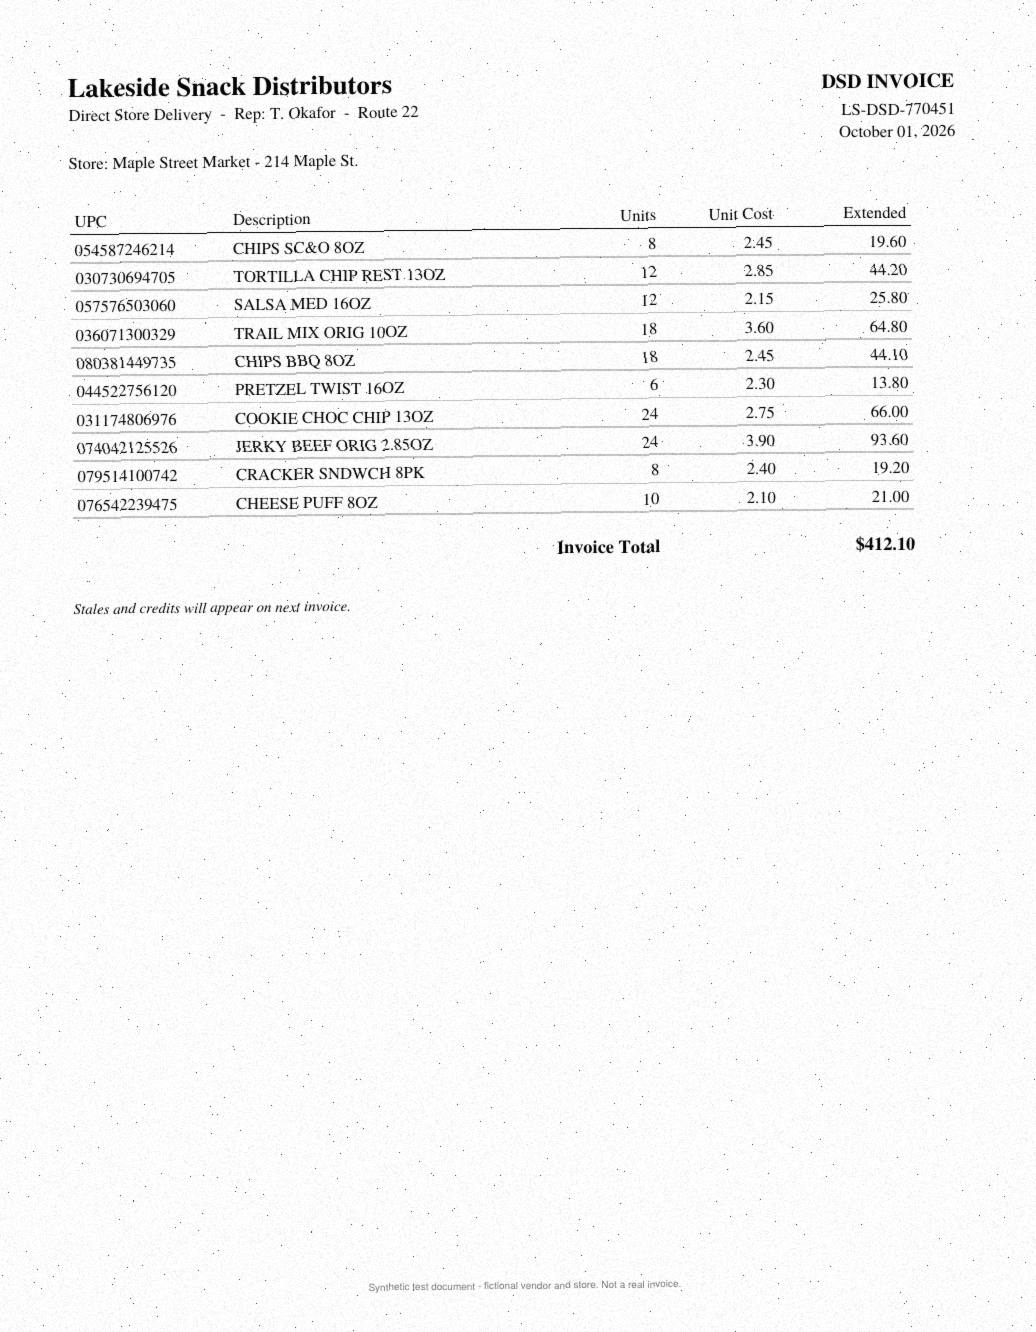 Lakeside Snack Distributors
DSD INVOICE
Direct Store Delivery - Rep: T. Okafor - Route 22
LS-DSD-770451
October 01, 2026
Store: Maple Street Market - 214 Maple St.
UPC Description Units Unit Cost Extended
054587246214 CHIPS SC&O 8OZ 8 2.45 19.60
030730694705 TORTILLA CHIP REST 13OZ 12 2.85 44.20
057576503060 SALSA MED 16OZ 12 2.15 25.80
036071300329 TRAIL MIX ORIG 10OZ 18 3.60 64.80
080381449735 CHIPS BBQ 8OZ 18 2.45 44.10
044522756120 PRETZEL TWIST 16OZ 6 2.30 13.80
031174806976 COOKIE CHOC CHIP 13OZ 24 2.75 66.00
074042125526 JERKY BEEF ORIG 2.85OZ 24 3.90 93.60
079514100742 CRACKER SNDWCH 8PK 8 2.40 19.20
076542239475 CHEESE PUFF 8OZ 10 2.10 21.00
Invoice Total $412.10
Stales and credits will appear on next invoice.
Synthetic test document - fictional vendor and store. Not a real invoice.